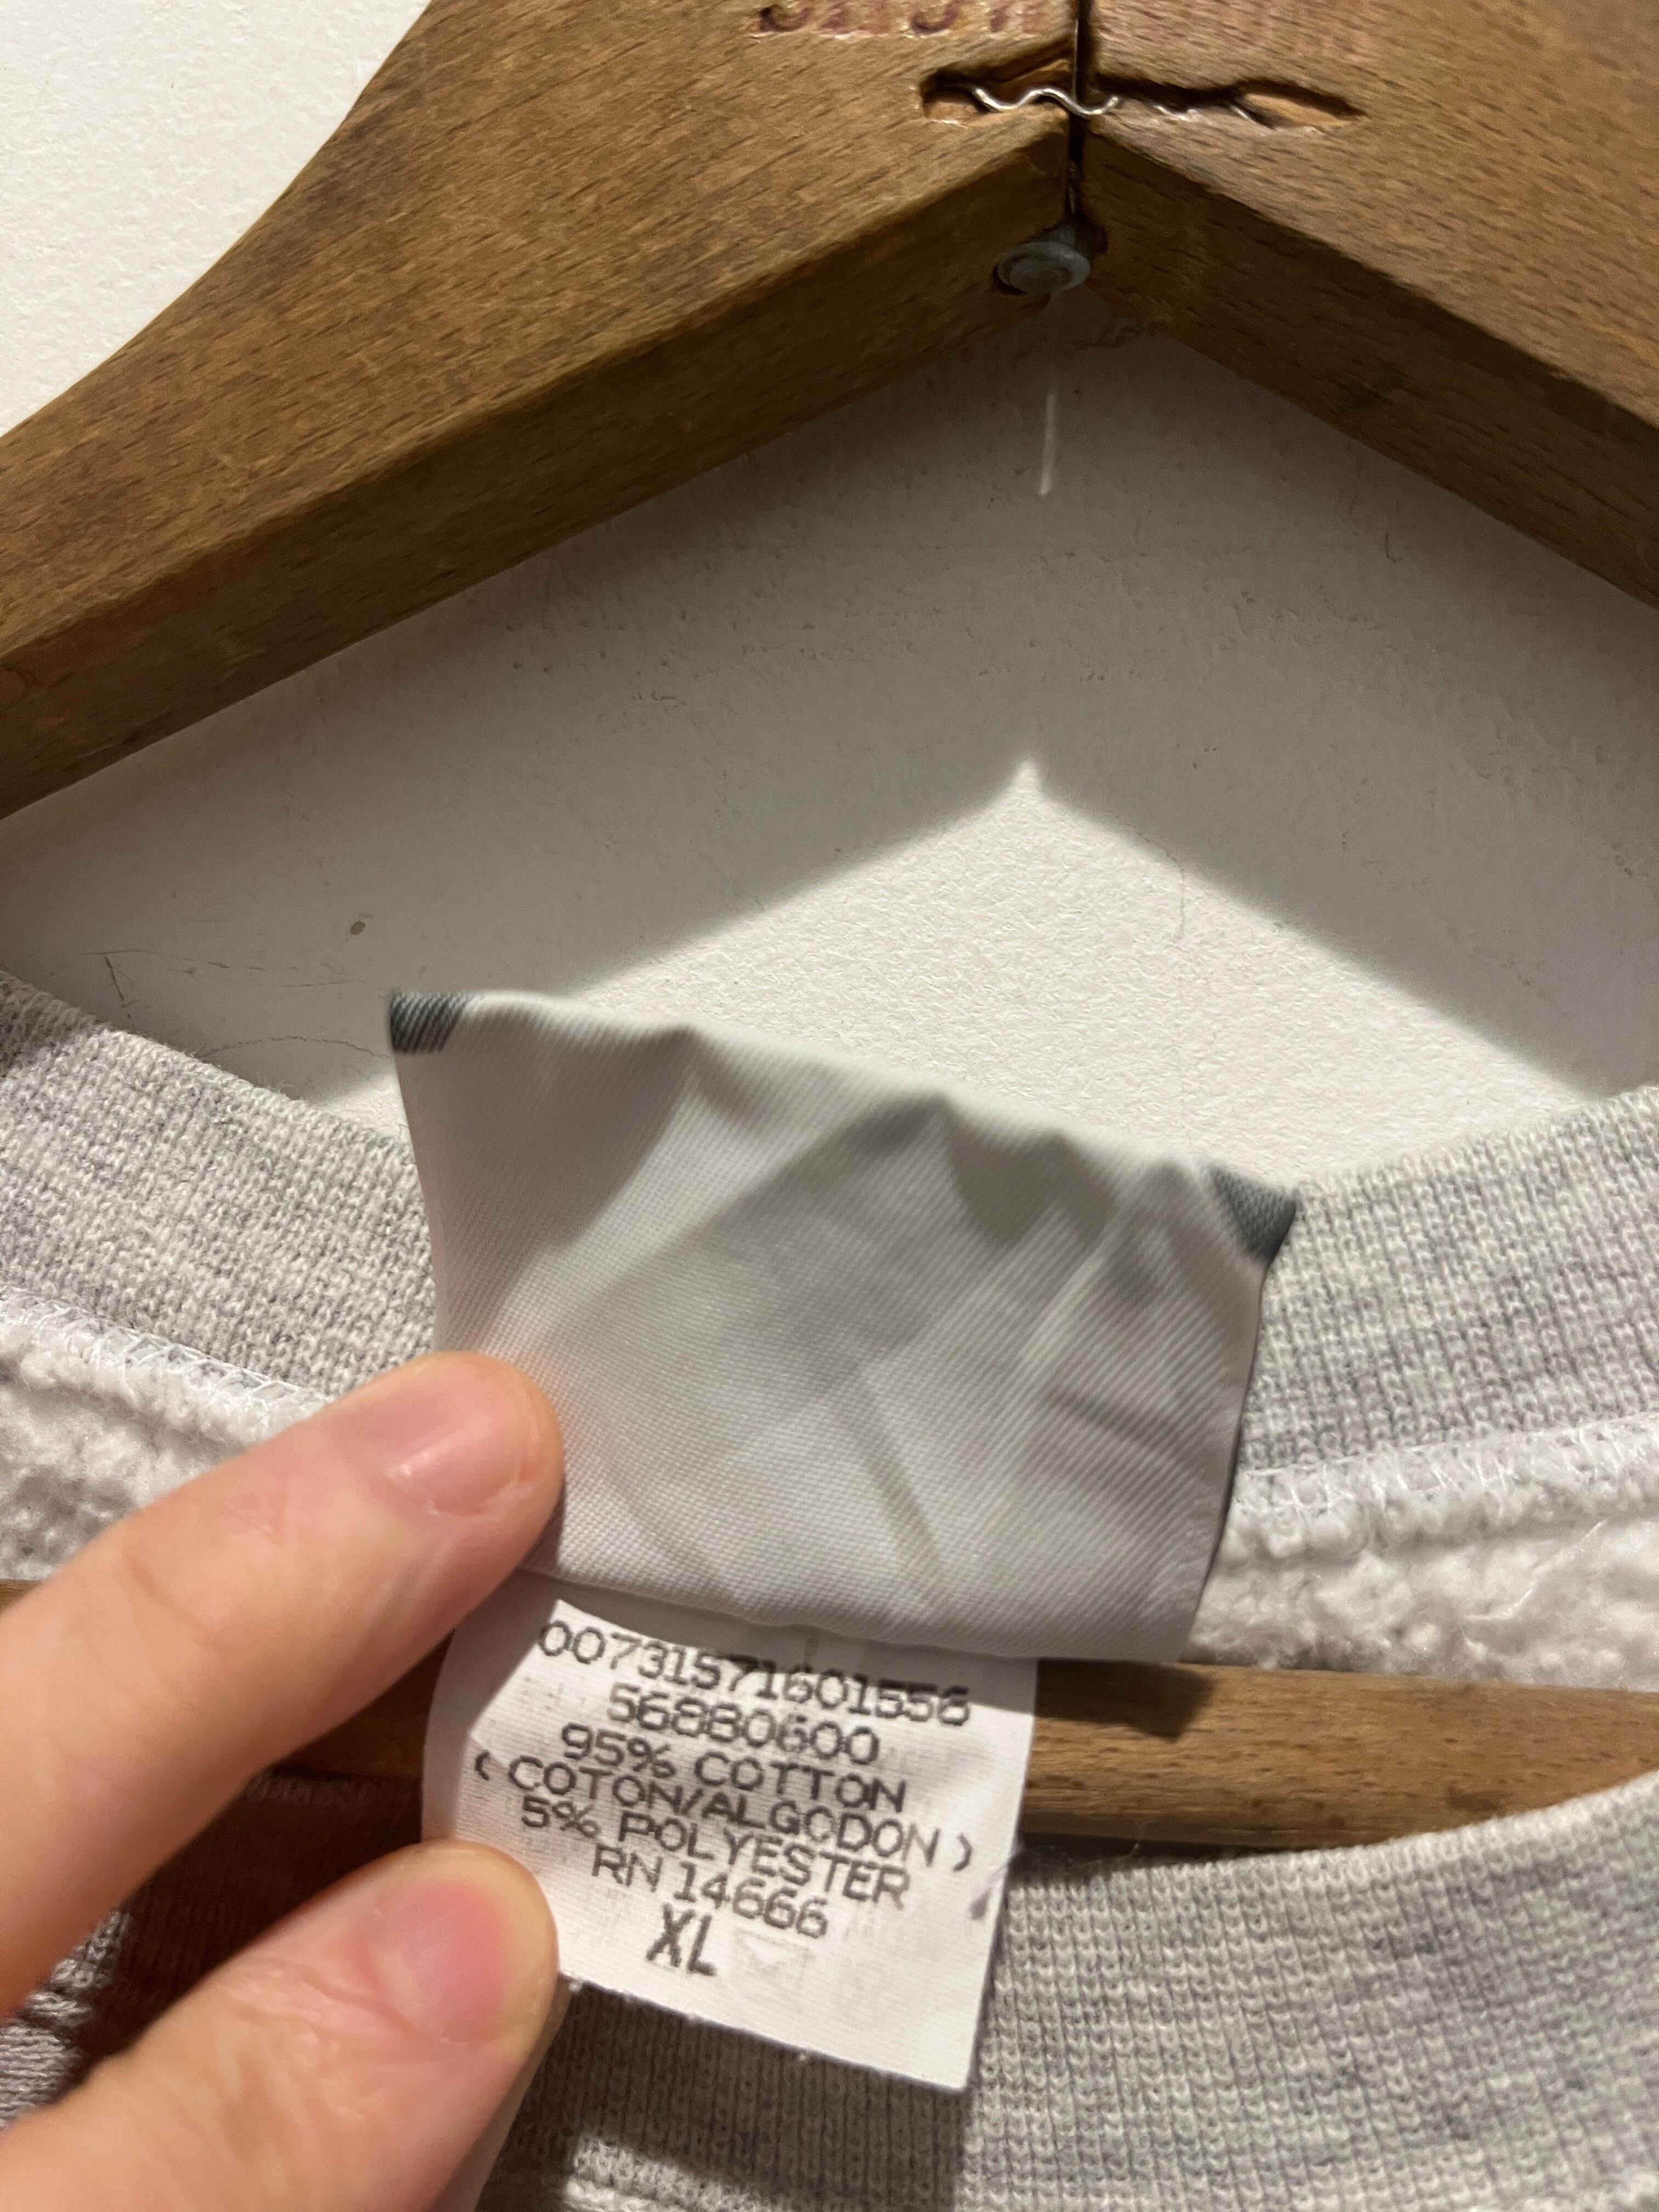 00731571601556
56880600
95% COTTON
( COTON/ALGODON )
5% POLYESTER
RN 14666
XL